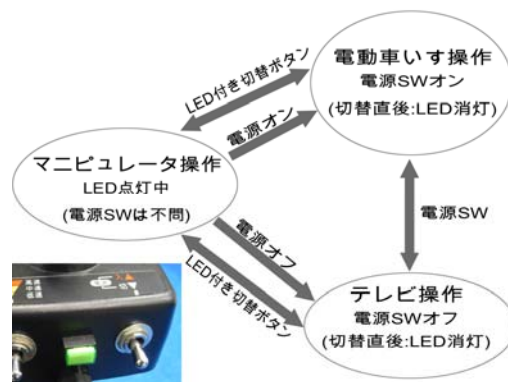 電動車いす操作
電源SWオン
(切替直後:LED消灯)
LED付き切替ボタン
電源オン
マニピュレータ操作
LED点灯中
(電源SWは不問)
電源SW
電源オフ
LED付き切替ボタン
テレビ操作
電源SWオフ
(切替直後:LED消灯)